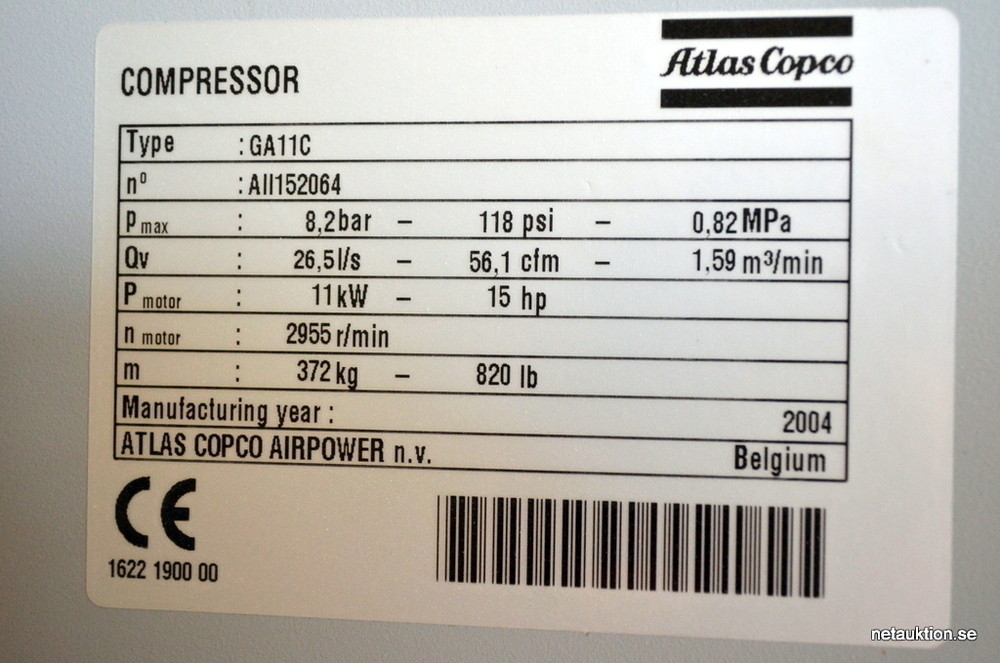 COMPRESSOR
Atlas Copco
Type : GA11C
nº : AII152064
P max : 8,2 bar – 118 psi – 0,82 MPa
Qv : 26,5 l/s – 56,1 cfm – 1,59 m³/min
P motor : 11 kW – 15 hp
n motor : 2955 r/min
m : 372 kg – 820 lb
Manufacturing year : 2004
ATLAS COPCO AIRPOWER n.v. Belgium
CE
1622 1900 00
netauktion.se